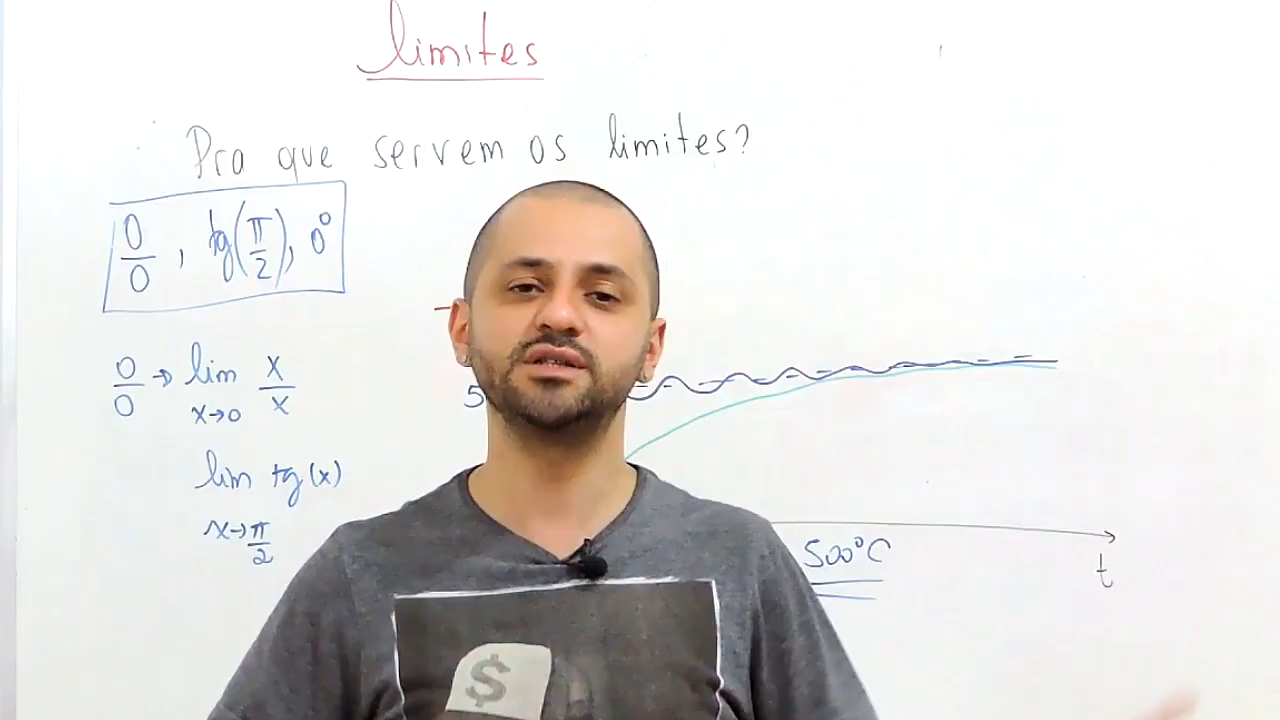 limites
Pra que servem os limites?
0/0 , tg(π/2), 0⁰
0/0 → lim x→0 x/x
lim x→π/2 tg(x)
5
500°C
t
$